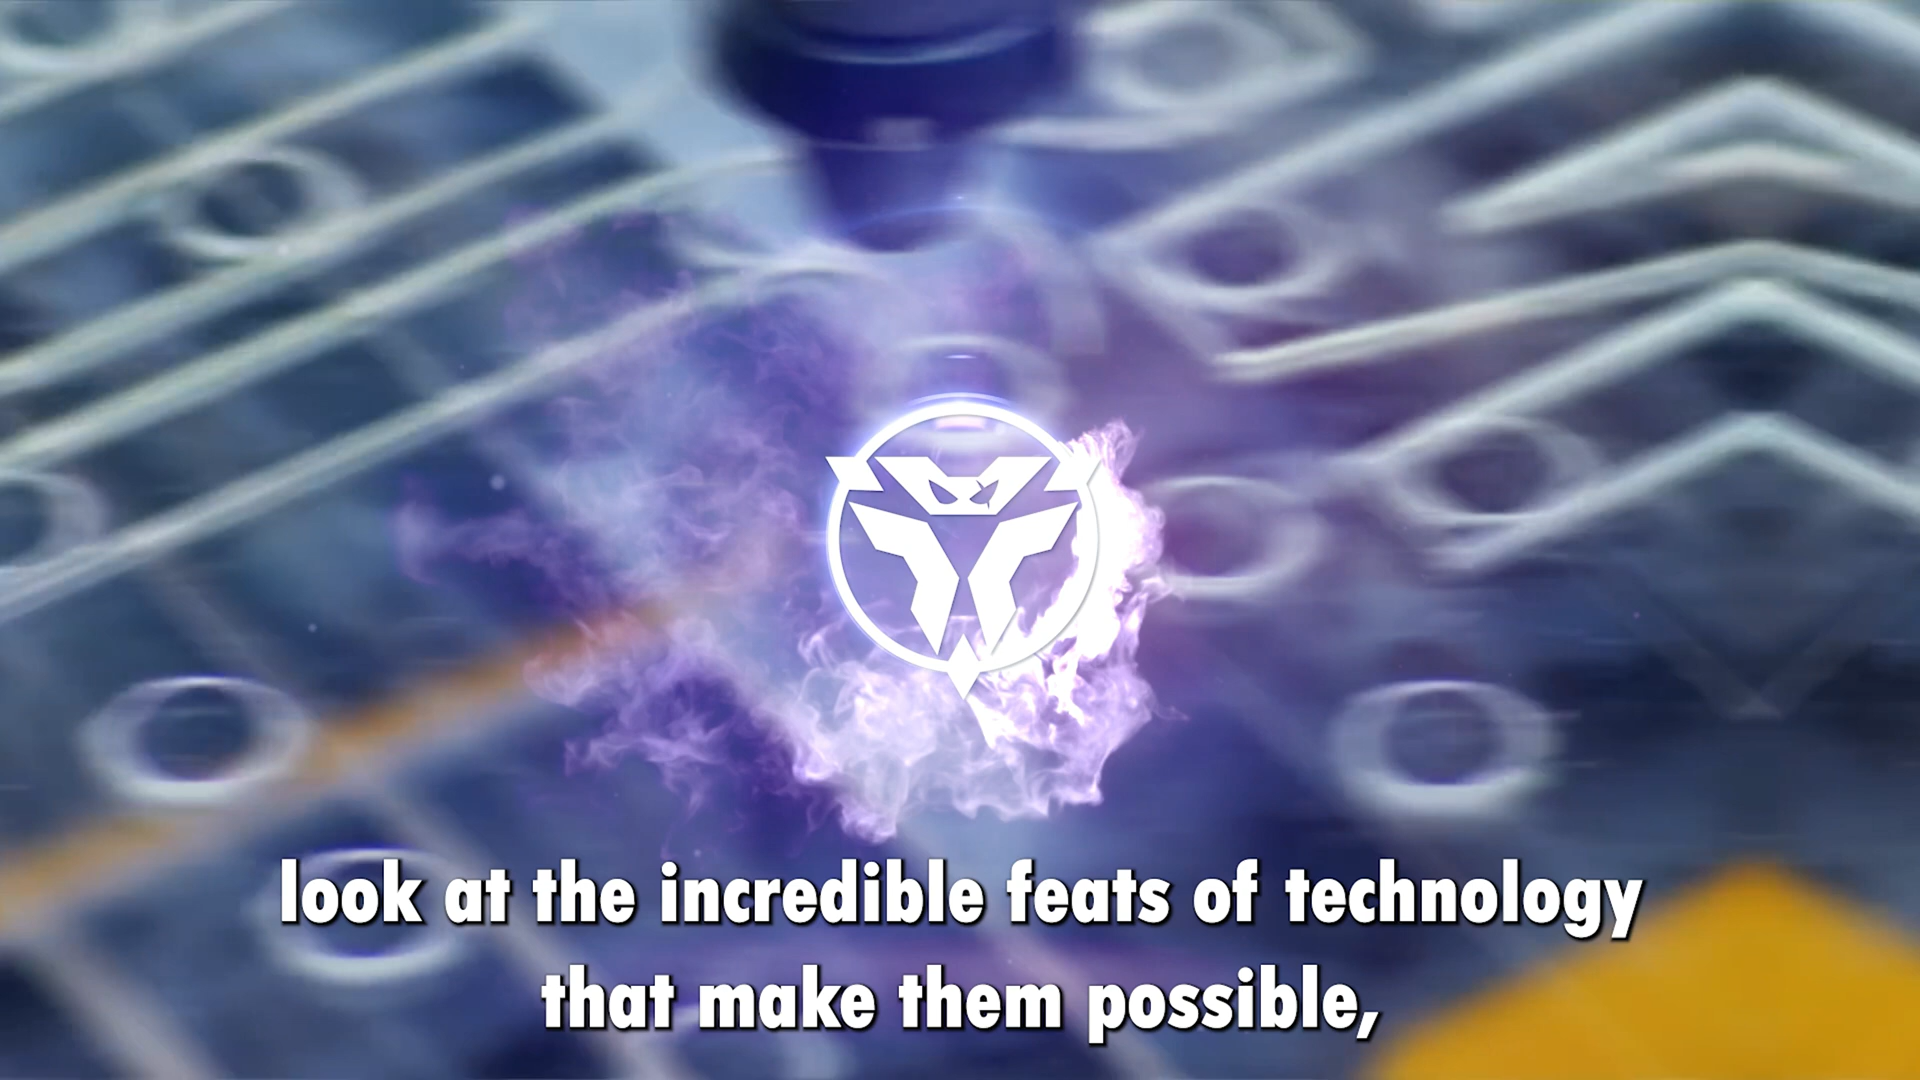 look at the incredible feats of technology
that make them possible,